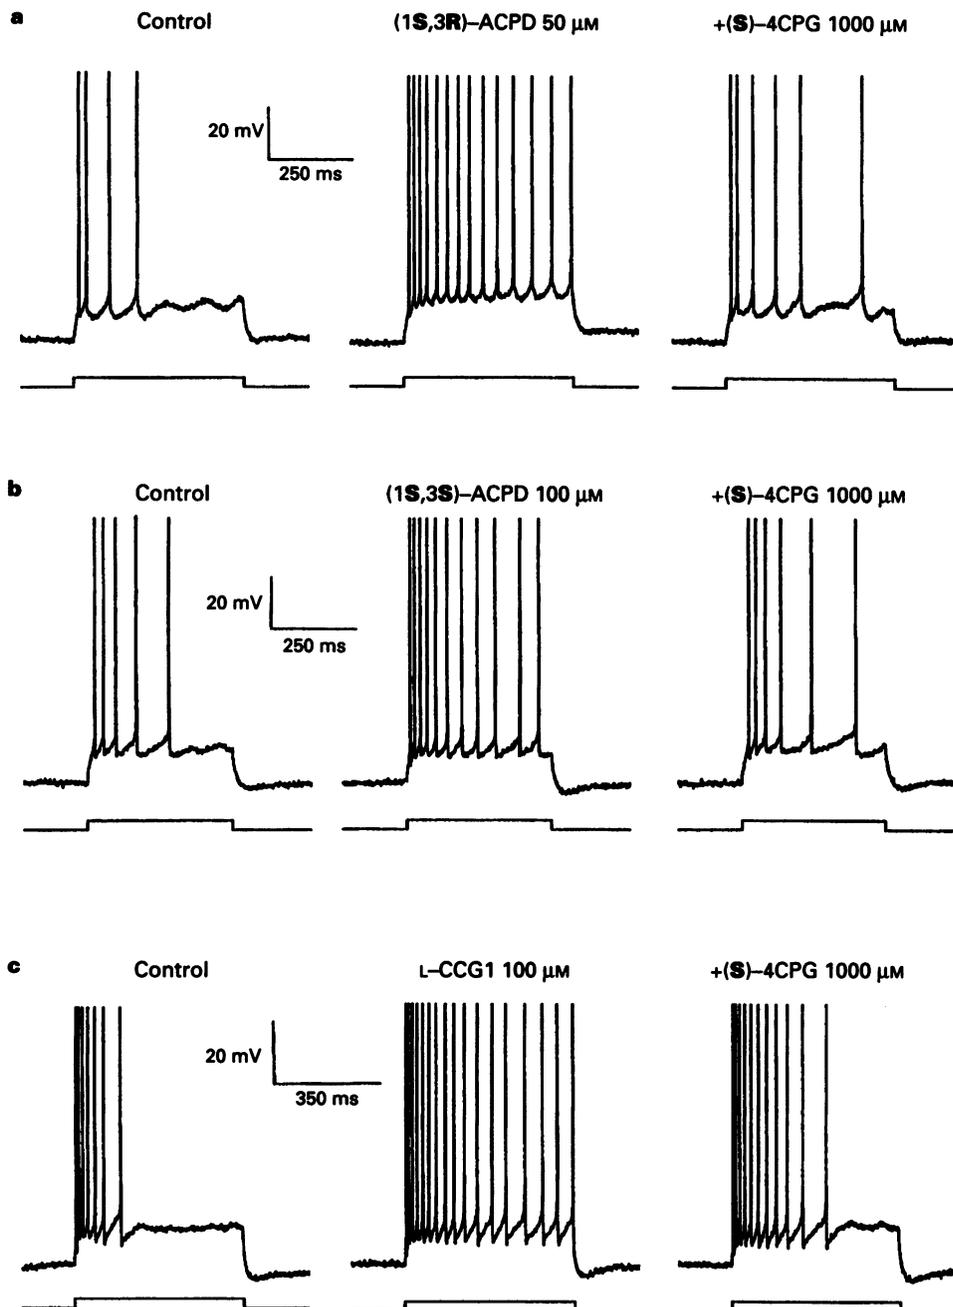 a
Control
(1S,3R)–ACPD 50 μM
+(S)–4CPG 1000 μM
20 mV
250 ms
b
Control
(1S,3S)–ACPD 100 μM
+(S)–4CPG 1000 μM
20 mV
250 ms
c
Control
L–CCG1 100 μM
+(S)–4CPG 1000 μM
20 mV
350 ms